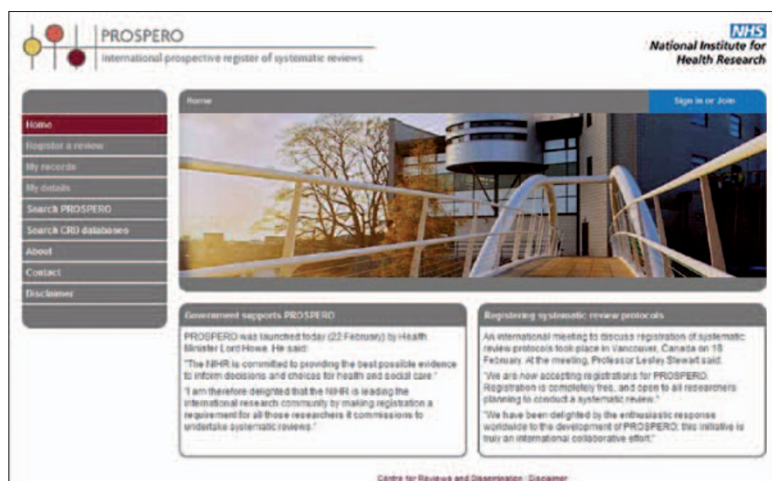 PROSPERO
International prospective register of systematic reviews
NHS
National Institute for
Health Research
Home
Sign in or Join
Home
Register a review
My records
My details
Search PROSPERO
Search CRD databases
About
Contact
Disclaimer
Government supports PROSPERO
PROSPERO was launched today (22 February) by Health
Minister Lord Howe. He said:
"The NIHR is committed to providing the best possible evidence
to inform decisions and choices for health and social care."
"I am therefore delighted that the NIHR is leading the
international research community by making registration a
requirement for all those researchers it commissions to
undertake systematic reviews."
Registering systematic review protocols
An international meeting to discuss registration of systematic
review protocols took place in Vancouver, Canada on 18
February. At the meeting, Professor Lesley Stewart said:
"We are now accepting registrations for PROSPERO.
Registration is completely free, and open to all researchers
planning to conduct a systematic review."
"We have been delighted by the enthusiastic response
worldwide to the development of PROSPERO; this initiative is
truly an international collaborative effort."
Centre for Reviews and Dissemination Disclaimer